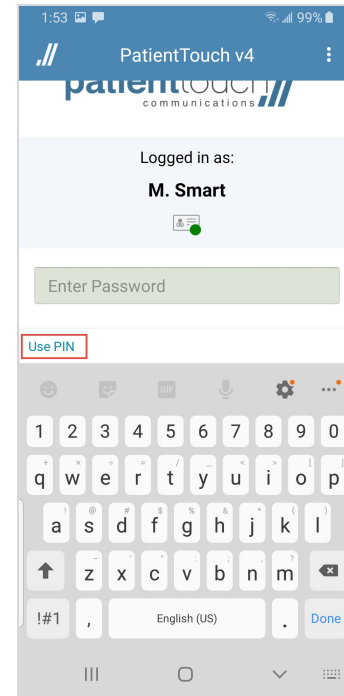 1:53 99%
PatientTouch v4
patienttouch
communications
Logged in as:
M. Smart
Enter Password
Use PIN
GIF
1 2 3 4 5 6 7 8 9 0
+ × ÷ = / _ < > [ ]
q w e r t y u i o p
! @ # $ % & * ( )
a s d f g h j k l
- ' " : ; , ?
z x c v b n m
!#1 , English (US) . Done